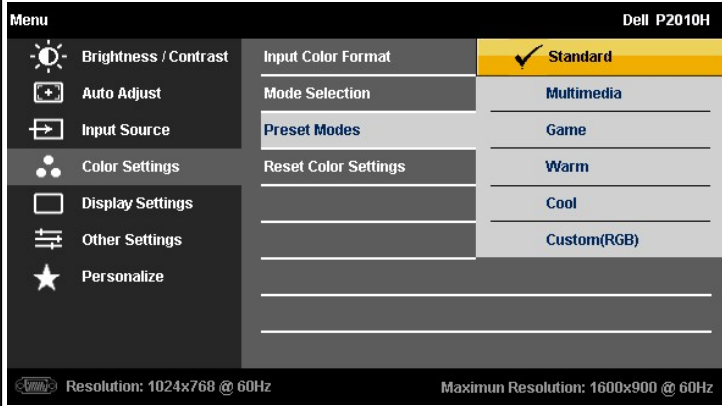 Menu
Dell P2010H
Brightness / Contrast
Auto Adjust
Input Source
Color Settings
Display Settings
Other Settings
Personalize
Input Color Format
Mode Selection
Preset Modes
Reset Color Settings
Standard
Multimedia
Game
Warm
Cool
Custom(RGB)
Resolution: 1024x768 @ 60Hz
Maximun Resolution: 1600x900 @ 60Hz